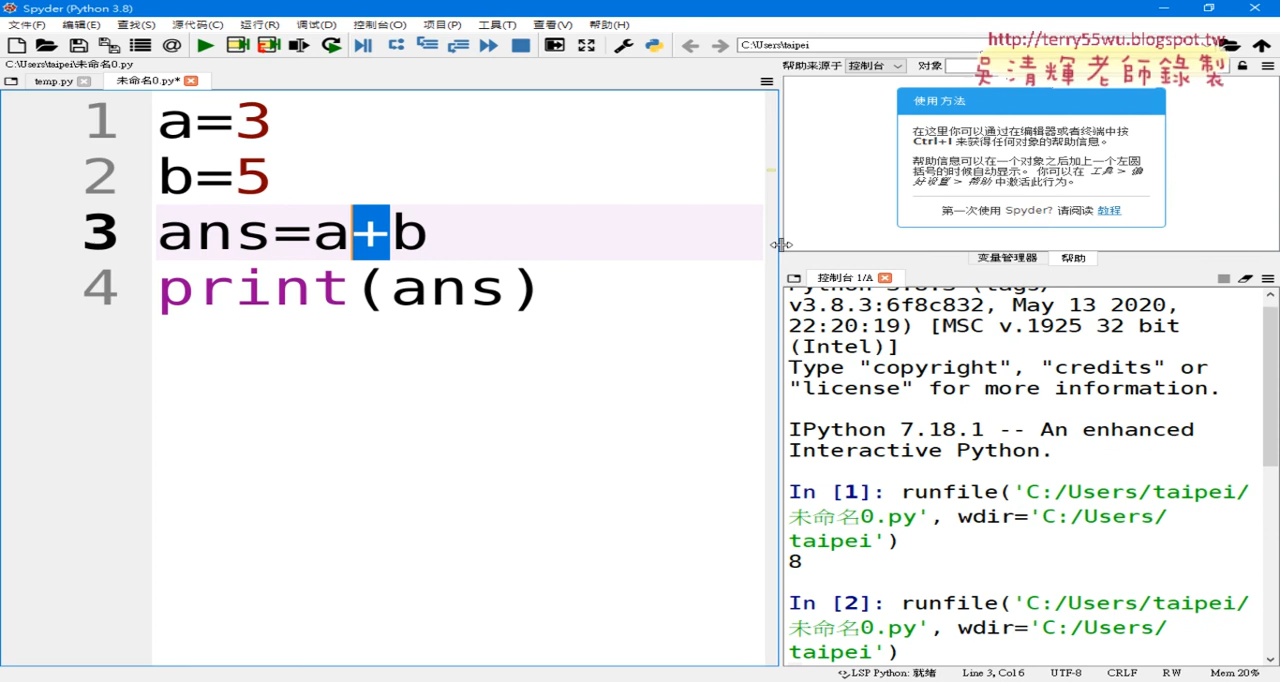 Spyder (Python 3.8)
文件(F) 编辑(E) 查找(S) 源代码(C) 运行(R) 调试(D) 控制台(O) 项目(P) 工具(T) 查看(V) 帮助(H)
C:\Users\taipei
http://terry55wu.blogspot.tw
吳清輝老師錄製
C:\Users\taipei\未命名0.py
temp.py 未命名0.py*
1 a=3
2 b=5
3 ans=a+b
4 print(ans)
帮助来源于 控制台 对象
使用方法
在这里你可以通过在编辑器或者终端中按
Ctrl+I 来获得任何对象的帮助信息。
帮助信息可以在一个对象之后加上一个左圆
括号的时候自动显示。 你可以在 工具 > 偏
好设置 > 帮助 中激活此行为。
第一次使用 Spyder? 请阅读 教程
变量管理器 帮助
控制台 1/A
v3.8.3:6f8c832, May 13 2020,
22:20:19) [MSC v.1925 32 bit
(Intel)]
Type "copyright", "credits" or
"license" for more information.
IPython 7.18.1 -- An enhanced
Interactive Python.
In [1]: runfile('C:/Users/taipei/
未命名0.py', wdir='C:/Users/
taipei')
8
In [2]: runfile('C:/Users/taipei/
未命名0.py', wdir='C:/Users/
taipei')
LSP Python: 就绪 Line 3, Col 6 UTF-8 CRLF RW Mem 20%